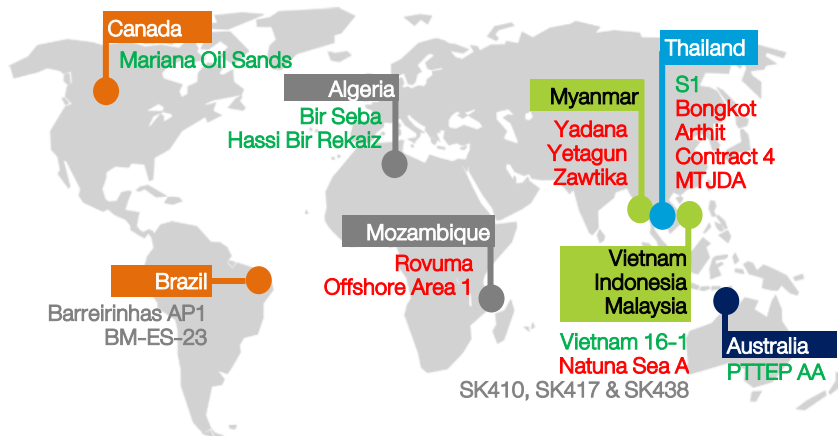 Canada
Mariana Oil Sands
Algeria
Bir Seba
Hassi Bir Rekaiz
Myanmar
Yadana
Yetagun
Zawtika
Thailand
S1
Bongkot
Arthit
Contract 4
MTJDA
Mozambique
Rovuma
Offshore Area 1
Brazil
Barreirinhas AP1
BM-ES-23
Vietnam
Indonesia
Malaysia
Vietnam 16-1
Natuna Sea A
SK410, SK417 & SK438
Australia
PTTEP AA